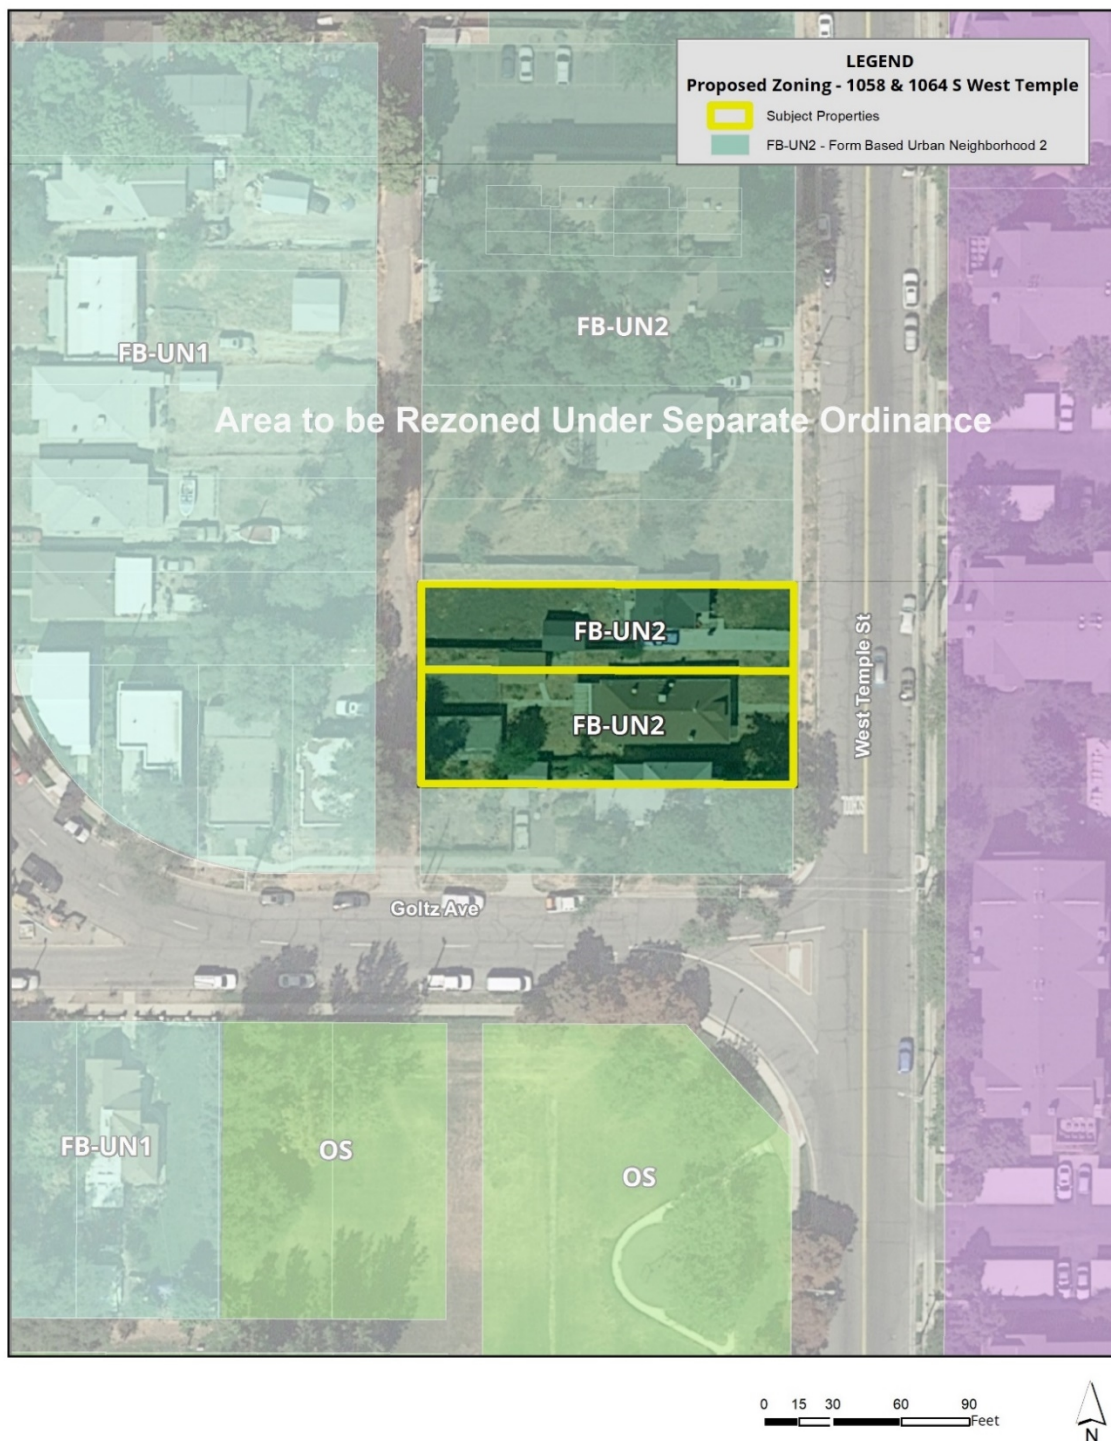 LEGEND
Proposed Zoning - 1058 & 1064 S West Temple
Subject Properties
FB-UN2 - Form Based Urban Neighborhood 2
FB-UN2
FB-UN1
Area to be Rezoned Under Separate Ordinance
FB-UN2
West Temple St
FB-UN2
Goltz Ave
FB-UN1
OS
OS
0 15 30 60 90
Feet
N